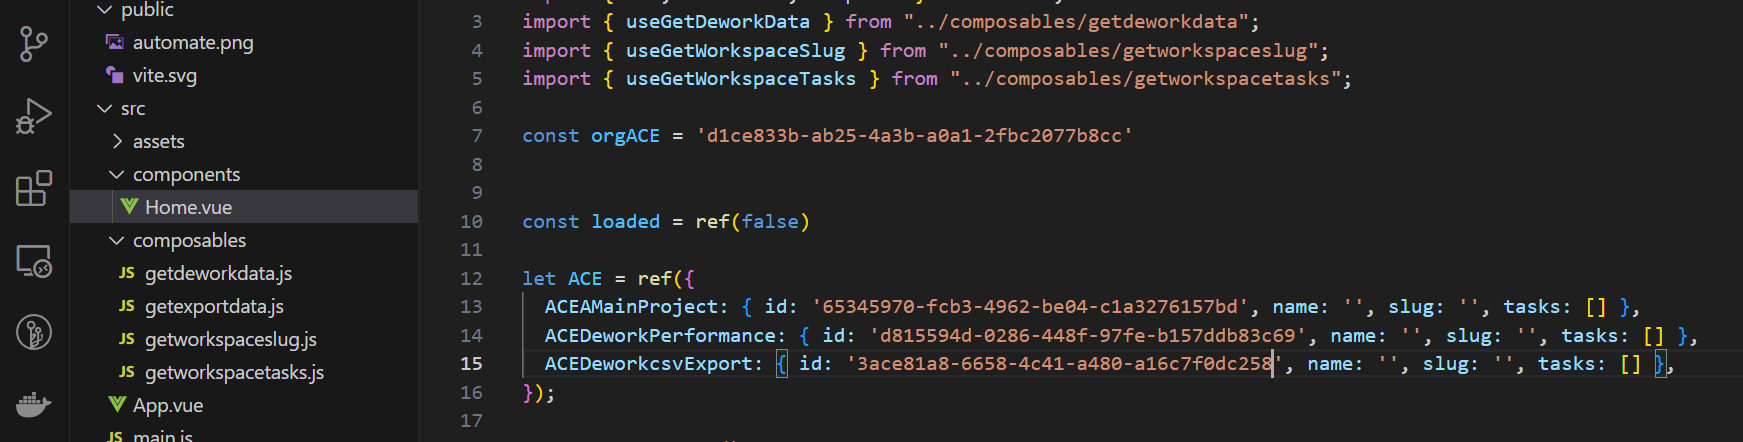 public
automate.png
vite.svg
src
assets
components
Home.vue
composables
JS getdeworkdata.js
JS getexportdata.js
JS getworkspaceslug.js
JS getworkspacetasks.js
App.vue
JS main.js
3 import { useGetDeworkData } from "../composables/getdeworkdata";
4 import { useGetWorkspaceSlug } from "../composables/getworkspaceslug";
5 import { useGetWorkspaceTasks } from "../composables/getworkspacetasks";
6
7 const orgACE = 'd1ce833b-ab25-4a3b-a0a1-2fbc2077b8cc'
8
9
10 const loaded = ref(false)
11
12 let ACE = ref({
13 ACEAMainProject: { id: '65345970-fcb3-4962-be04-c1a3276157bd', name: '', slug: '', tasks: [] },
14 ACEDeworkPerformance: { id: 'd815594d-0286-448f-97fe-b157ddb83c69', name: '', slug: '', tasks: [] },
15 ACEDeworkcsvExport: { id: '3ace81a8-6658-4c41-a480-a16c7f0dc258', name: '', slug: '', tasks: [] },
16 });
17